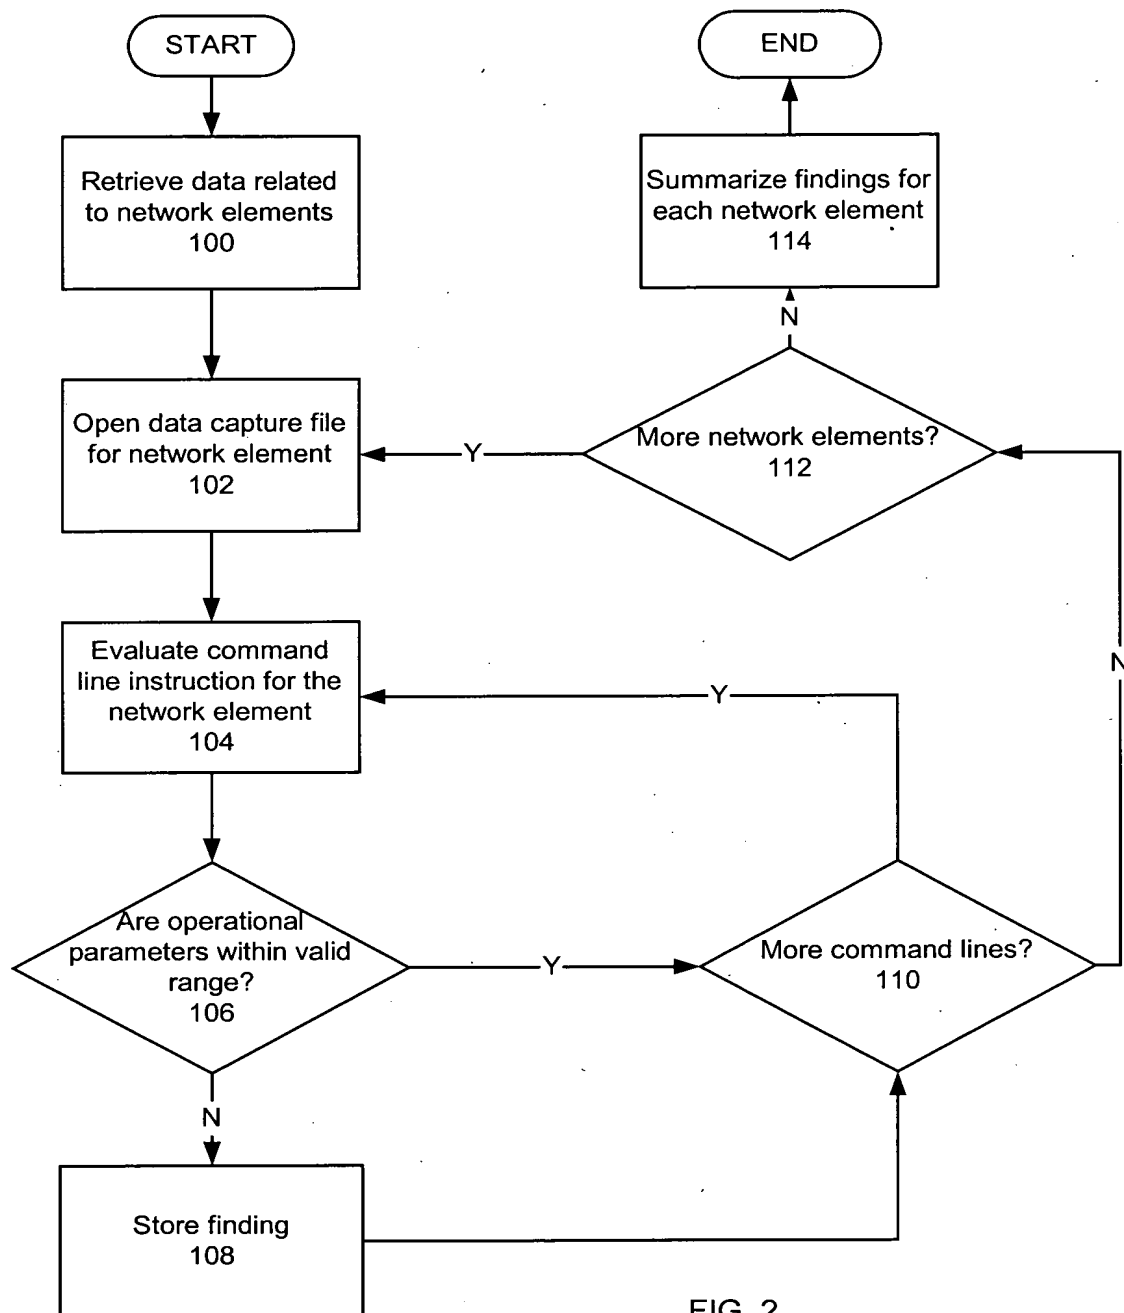 START
Retrieve data related
to network elements
100
Open data capture file
for network element
102
Evaluate command
line instruction for the
network element
104
Are operational
parameters within valid
range?
106
N
Store finding
108
Y
More command lines?
110
Y
N
More network elements?
112
Y
N
Summarize findings for
each network element
114
END
FIG. 2